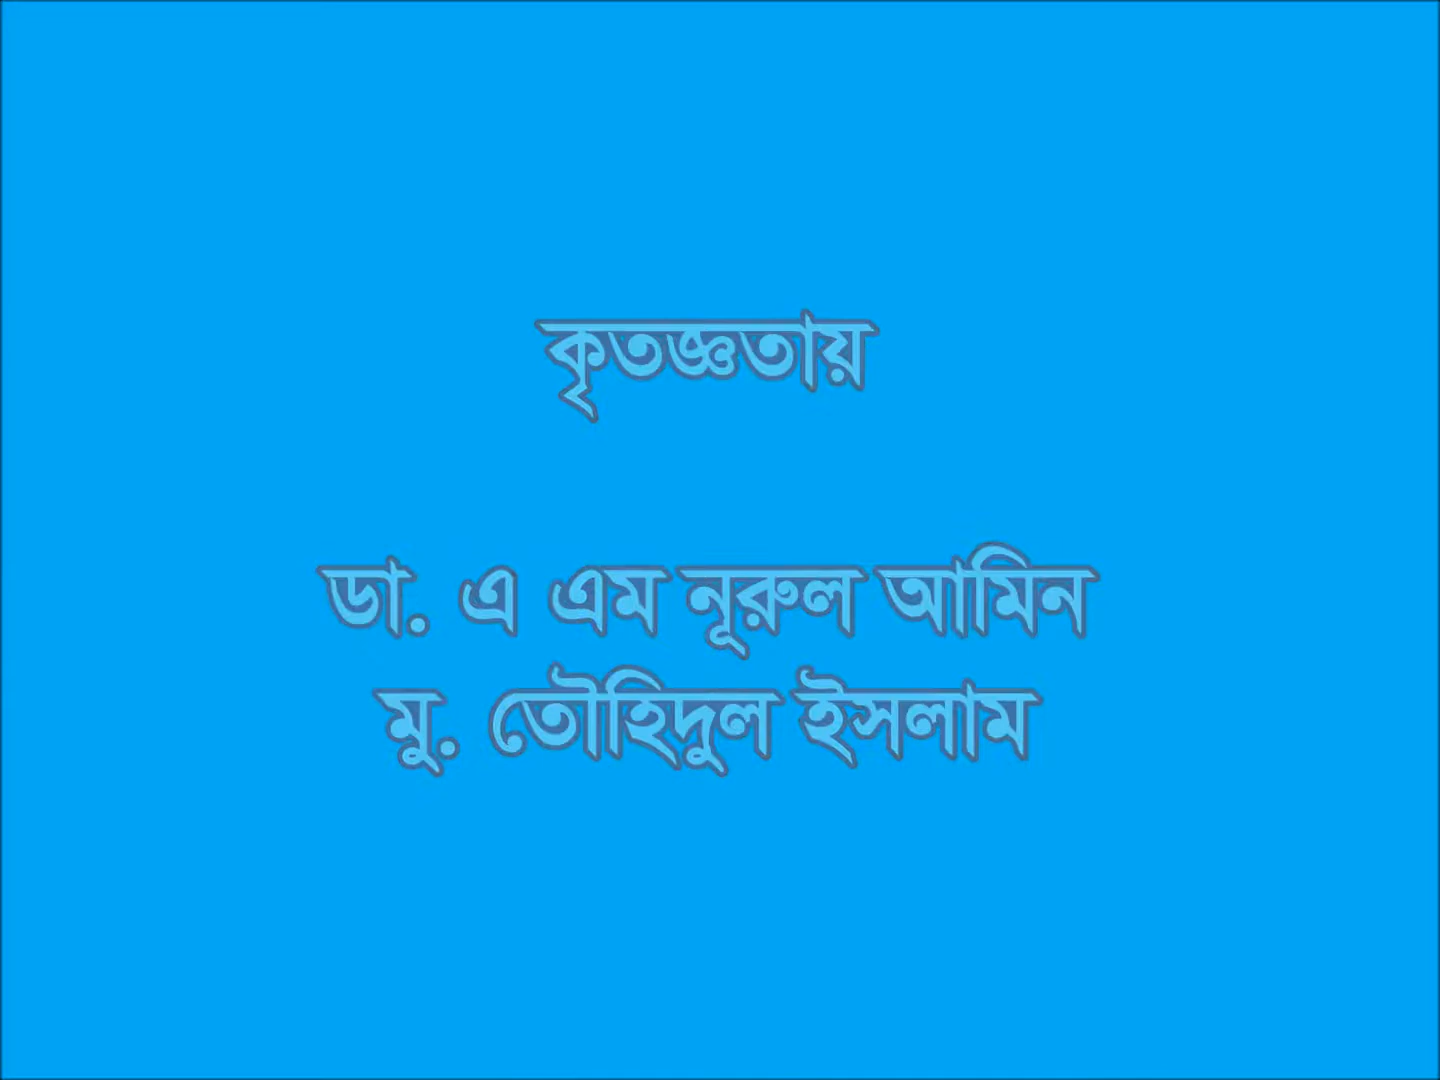 কৃতজ্ঞতায়
ডা. এ এম নূরুল আমিন
মু. তৌহিদুল ইসলাম